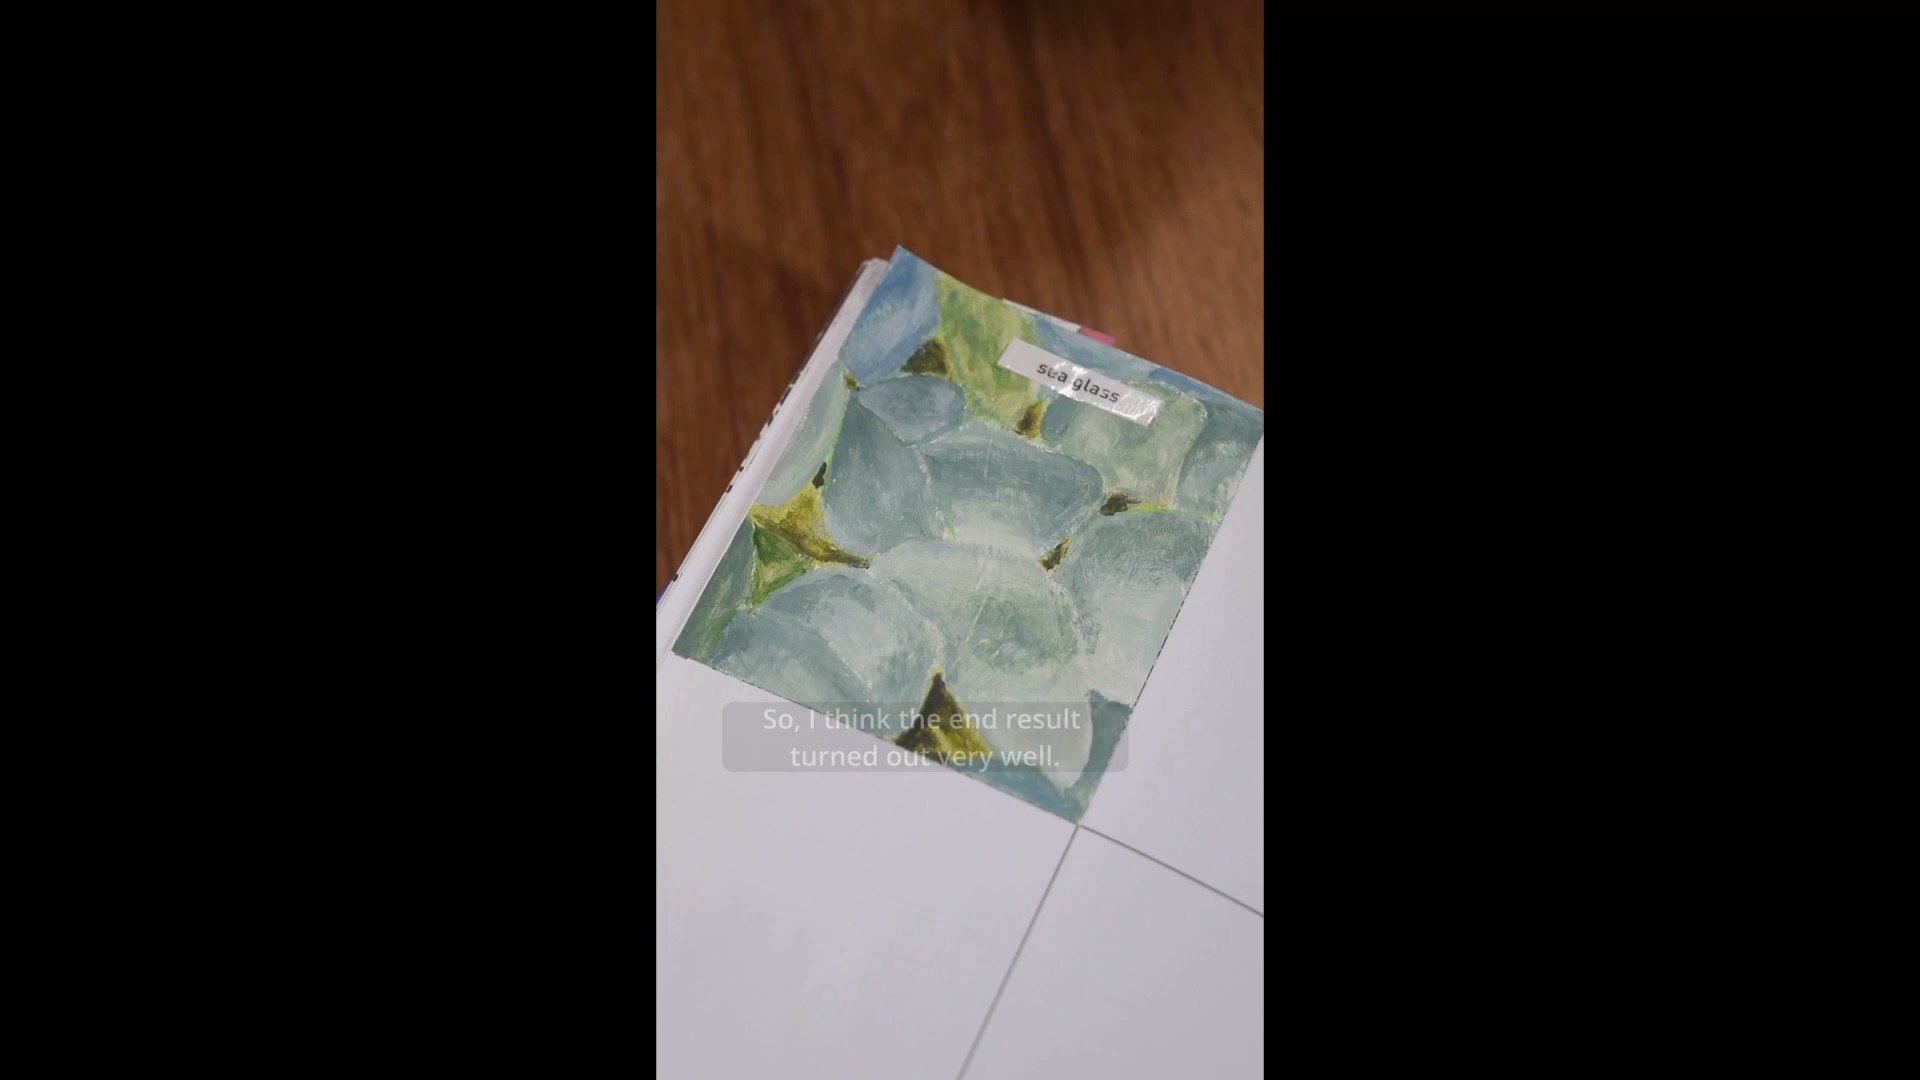 sea glass
So, I think the end result
turned out very well.